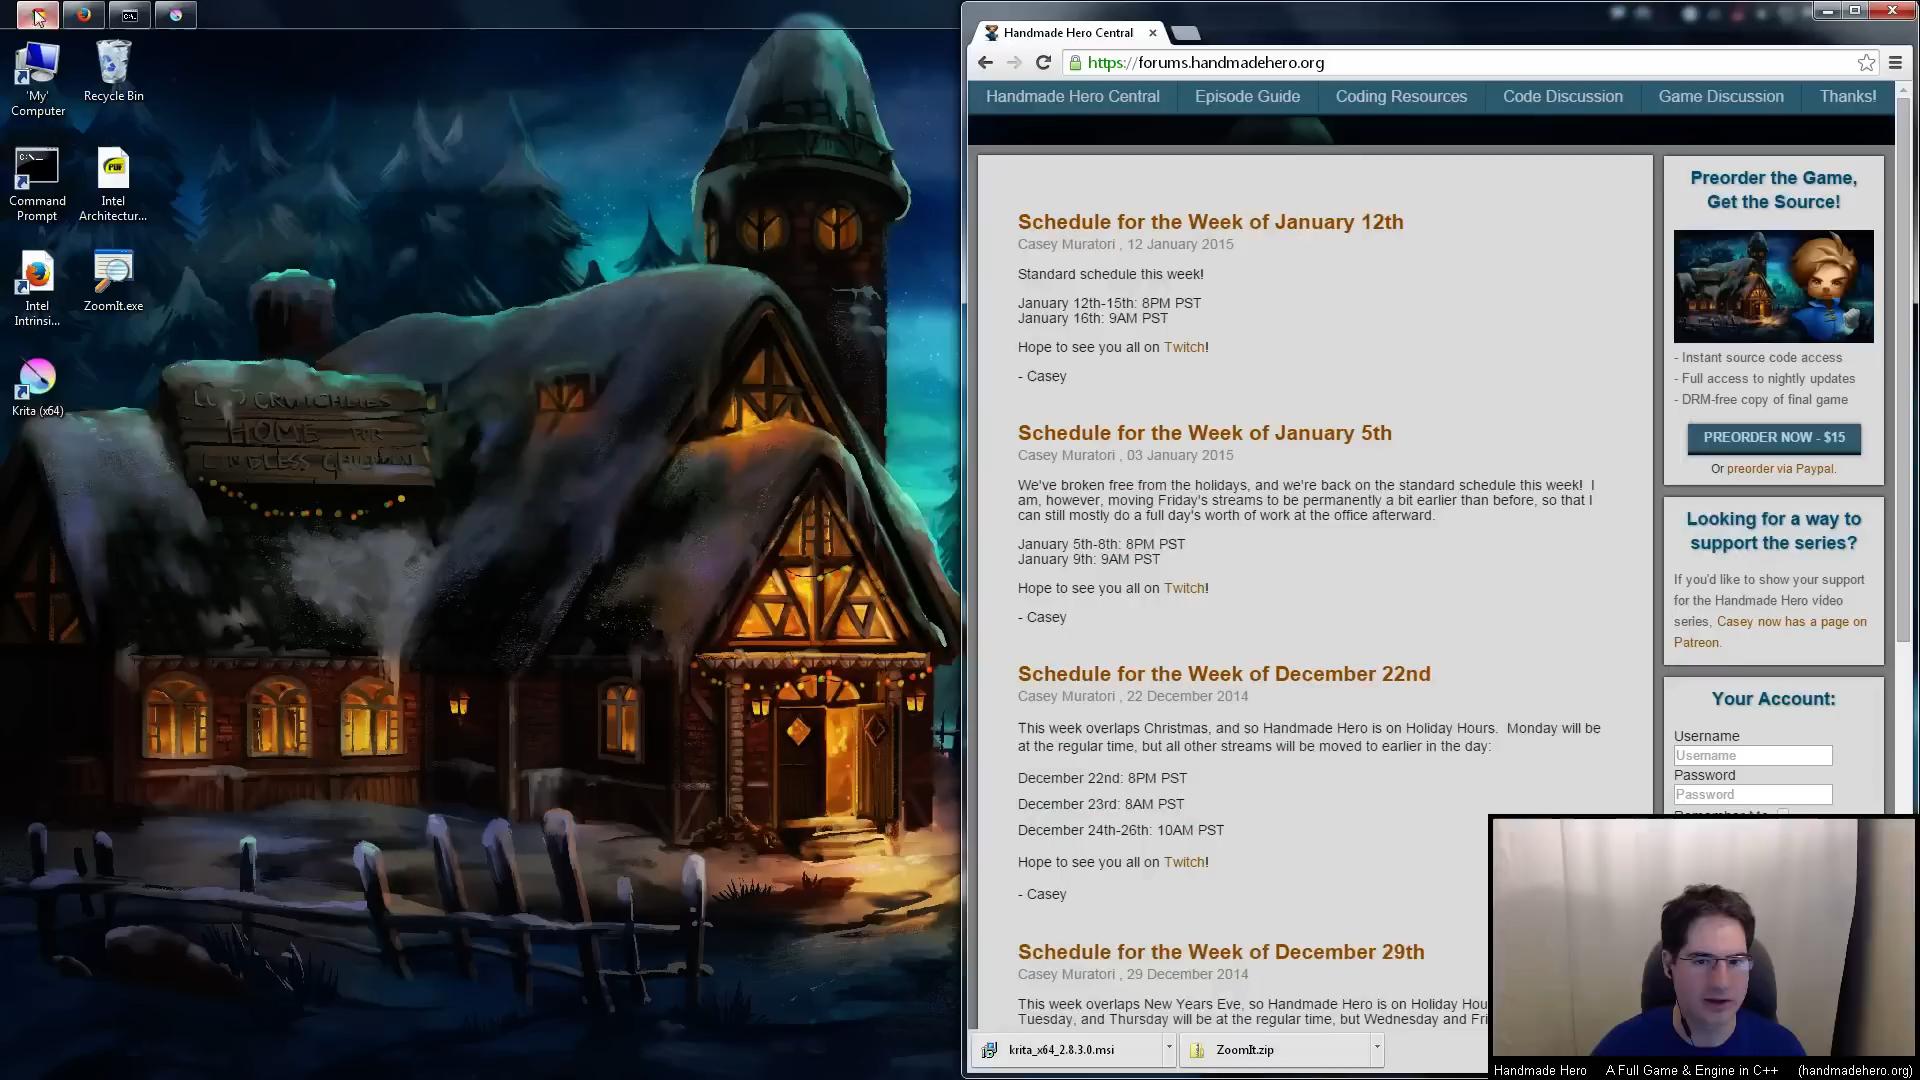 'My' Computer
Recycle Bin
Command Prompt
Intel Architectur...
Intel Intrinsi...
ZoomIt.exe
Krita (x64)
HOME FOR
Handmade Hero Central
https://forums.handmadehero.org
Handmade Hero Central
Episode Guide
Coding Resources
Code Discussion
Game Discussion
Thanks!
Schedule for the Week of January 12th
Casey Muratori , 12 January 2015
Standard schedule this week!
January 12th-15th: 8PM PST
January 16th: 9AM PST
Hope to see you all on Twitch!
- Casey
Schedule for the Week of January 5th
Casey Muratori , 03 January 2015
We've broken free from the holidays, and we're back on the standard schedule this week! I
am, however, moving Friday's streams to be permanently a bit earlier than before, so that I
can still mostly do a full day's worth of work at the office afterward.
January 5th-8th: 8PM PST
January 9th: 9AM PST
Hope to see you all on Twitch!
- Casey
Schedule for the Week of December 22nd
Casey Muratori , 22 December 2014
This week overlaps Christmas, and so Handmade Hero is on Holiday Hours. Monday will be
at the regular time, but all other streams will be moved to earlier in the day:
December 22nd: 8PM PST
December 23rd: 8AM PST
December 24th-26th: 10AM PST
Hope to see you all on Twitch!
- Casey
Schedule for the Week of December 29th
Casey Muratori , 29 December 2014
This week overlaps New Years Eve, so Handmade Hero is on Holiday Hou
Tuesday, and Thursday will be at the regular time, but Wednesday and Fri
Preorder the Game,
Get the Source!
- Instant source code access
- Full access to nightly updates
- DRM-free copy of final game
PREORDER NOW - $15
Or preorder via Paypal.
Looking for a way to
support the series?
If you'd like to show your support
for the Handmade Hero video
series, Casey now has a page on
Patreon.
Your Account:
Username
Username
Password
Password
krita_x64_2.8.3.0.msi
ZoomIt.zip
Handmade Hero A Full Game & Engine in C++ (handmadehero.org)